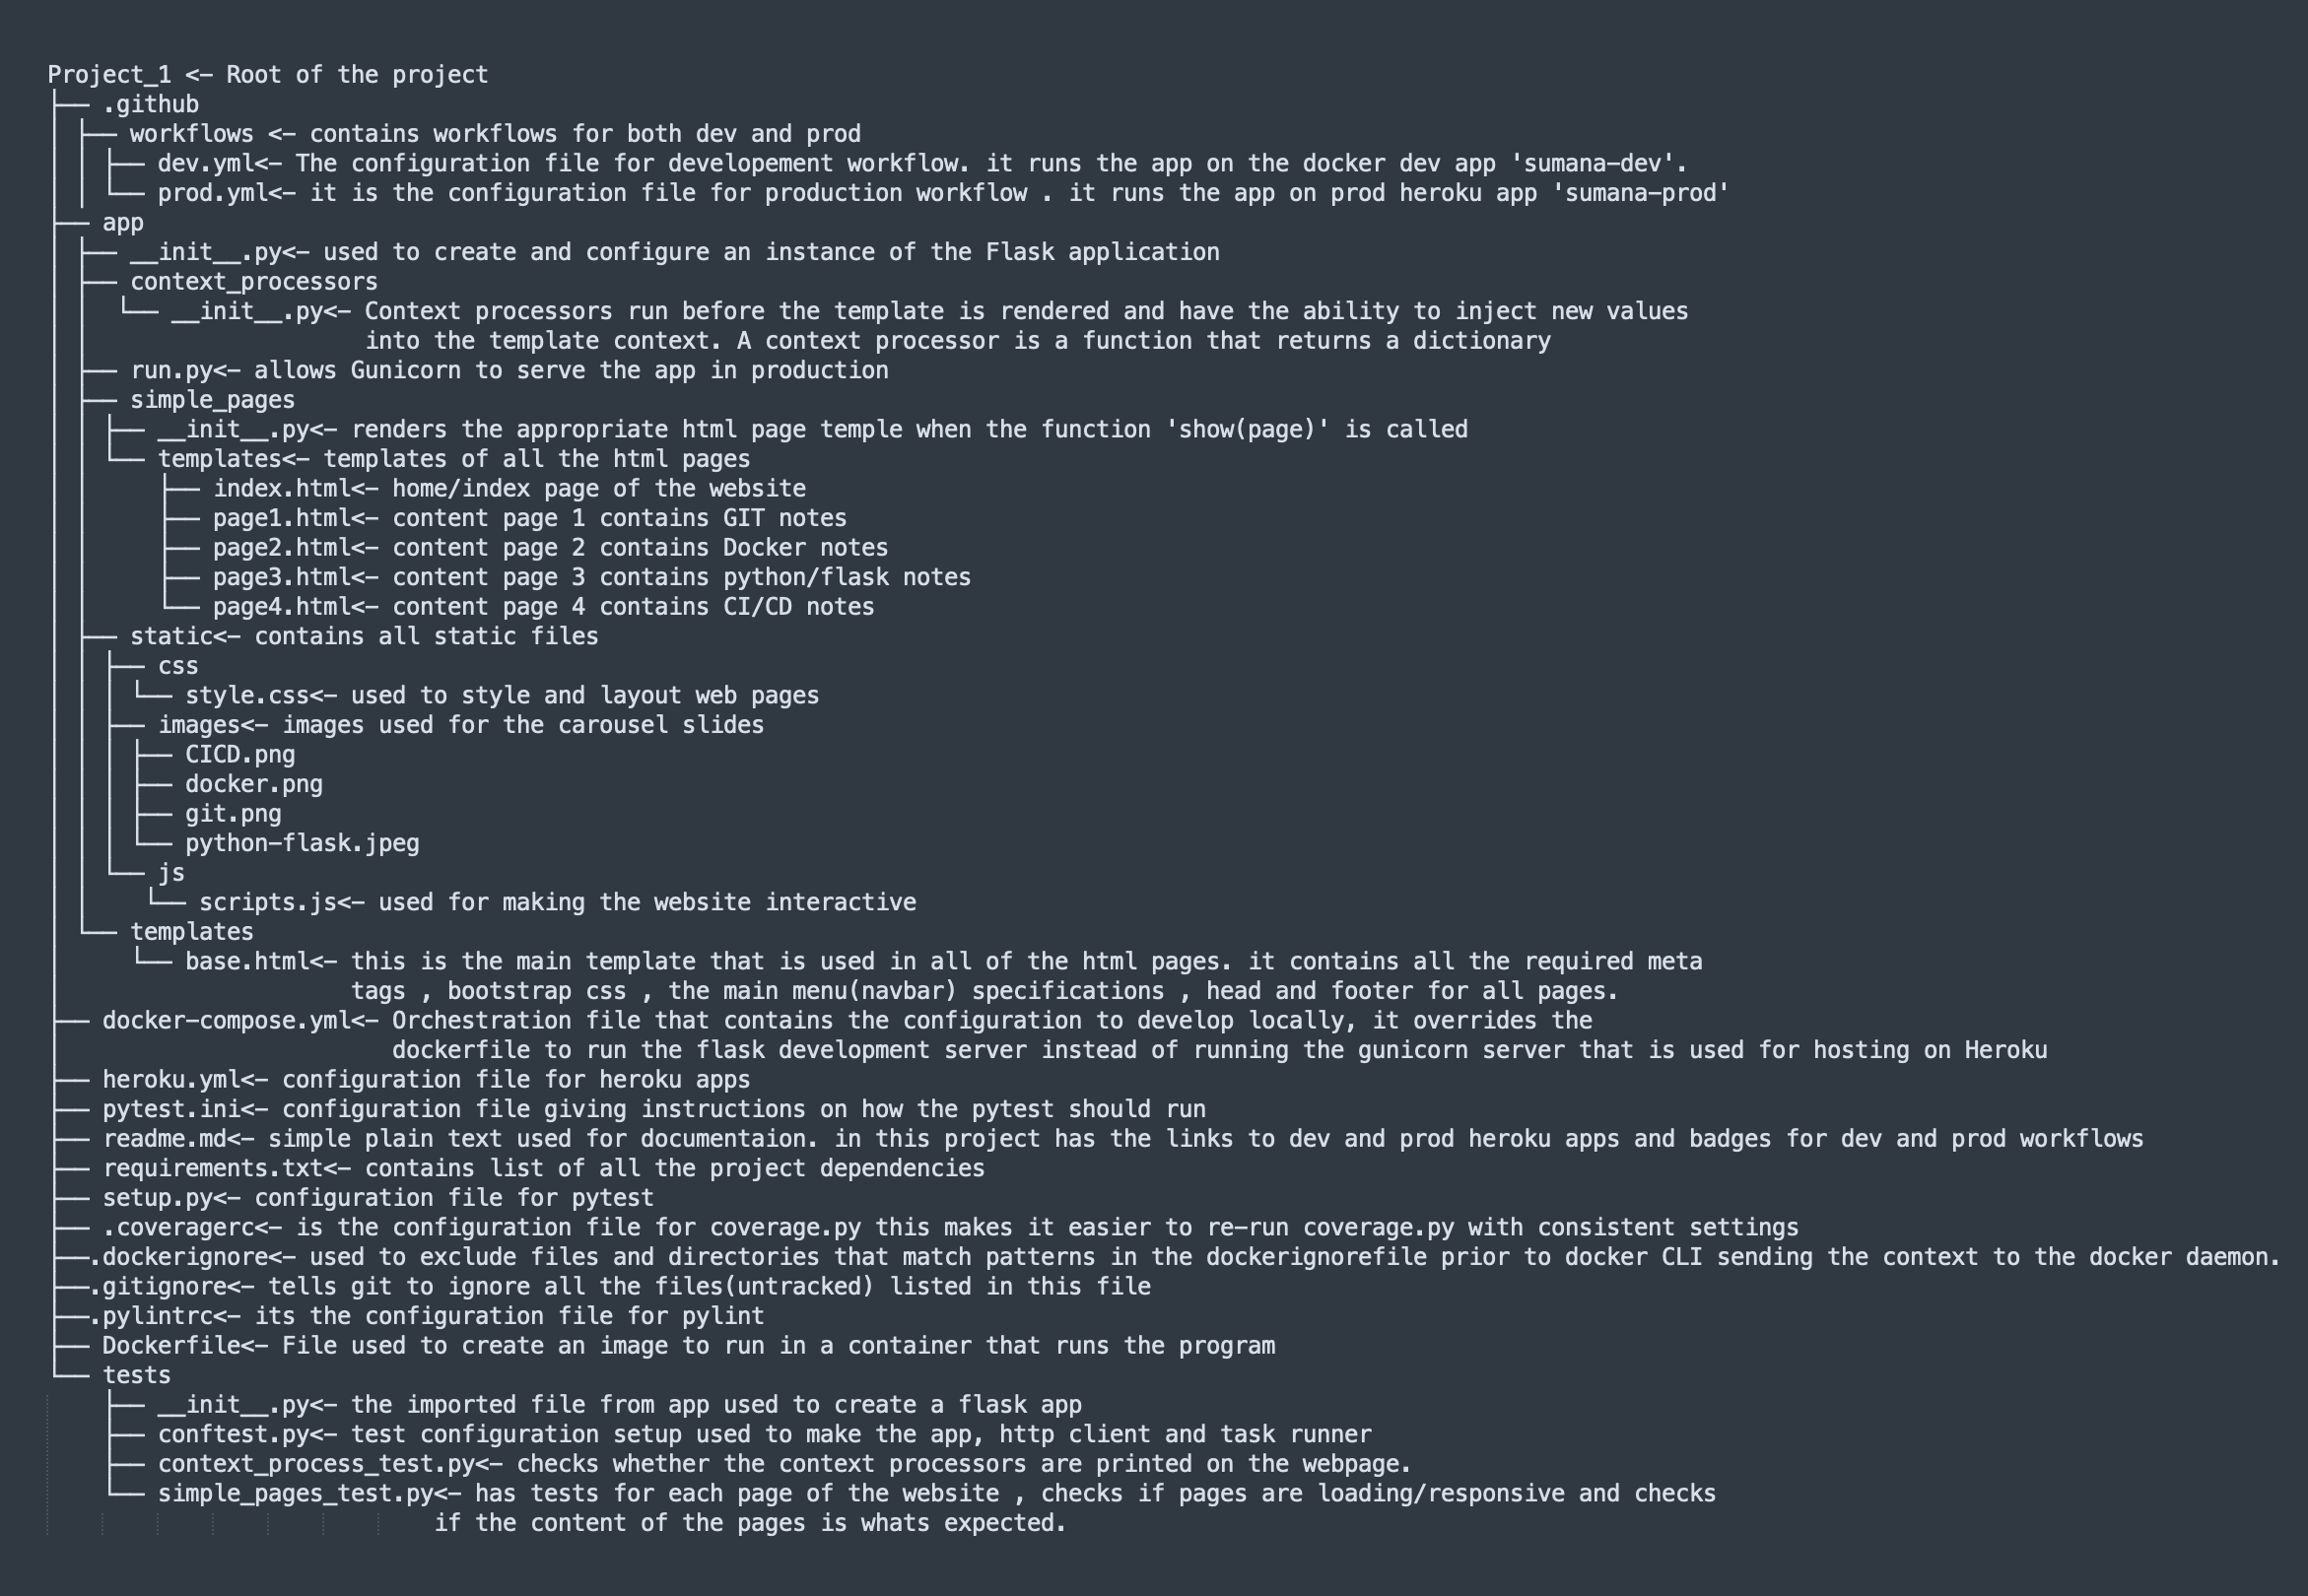 Project_1 <- Root of the project
├── .github
│ ├── workflows <- contains workflows for both dev and prod
│ │ ├── dev.yml<- The configuration file for developement workflow. it runs the app on the docker dev app 'sumana-dev'.
│ │ └── prod.yml<- it is the configuration file for production workflow . it runs the app on prod heroku app 'sumana-prod'
├── app
│ ├── __init__.py<- used to create and configure an instance of the Flask application
│ ├── context_processors
│ │  └── __init__.py<- Context processors run before the template is rendered and have the ability to inject new values
│ │                    into the template context. A context processor is a function that returns a dictionary
│ ├── run.py<- allows Gunicorn to serve the app in production
│ ├── simple_pages
│ │ ├── __init__.py<- renders the appropriate html page temple when the function 'show(page)' is called
│ │ └── templates<- templates of all the html pages
│ │     ├── index.html<- home/index page of the website
│ │     ├── page1.html<- content page 1 contains GIT notes
│ │     ├── page2.html<- content page 2 contains Docker notes
│ │     ├── page3.html<- content page 3 contains python/flask notes
│ │     └── page4.html<- content page 4 contains CI/CD notes
│ ├── static<- contains all static files
│ │ ├── css
│ │ │ └── style.css<- used to style and layout web pages
│ │ ├── images<- images used for the carousel slides
│ │ │ ├── CICD.png
│ │ │ ├── docker.png
│ │ │ ├── git.png
│ │ │ └── python-flask.jpeg
│ │ └── js
│ │    └── scripts.js<- used for making the website interactive
│ └── templates
│     └── base.html<- this is the main template that is used in all of the html pages. it contains all the required meta
│                     tags , bootstrap css , the main menu(navbar) specifications , head and footer for all pages.
├── docker-compose.yml<- Orchestration file that contains the configuration to develop locally, it overrides the
│                        dockerfile to run the flask development server instead of running the gunicorn server that is used for hosting on Heroku
├── heroku.yml<- configuration file for heroku apps
├── pytest.ini<- configuration file giving instructions on how the pytest should run
├── readme.md<- simple plain text used for documentaion. in this project has the links to dev and prod heroku apps and badges for dev and prod workflows
├── requirements.txt<- contains list of all the project dependencies
├── setup.py<- configuration file for pytest
├── .coveragerc<- is the configuration file for coverage.py this makes it easier to re-run coverage.py with consistent settings
├──.dockerignore<- used to exclude files and directories that match patterns in the dockerignorefile prior to docker CLI sending the context to the docker daemon.
├──.gitignore<- tells git to ignore all the files(untracked) listed in this file
├──.pylintrc<- its the configuration file for pylint
├── Dockerfile<- File used to create an image to run in a container that runs the program
└── tests
    ├── __init__.py<- the imported file from app used to create a flask app
    ├── conftest.py<- test configuration setup used to make the app, http client and task runner
    ├── context_process_test.py<- checks whether the context processors are printed on the webpage.
    └── simple_pages_test.py<- has tests for each page of the website , checks if pages are loading/responsive and checks
                            if the content of the pages is whats expected.